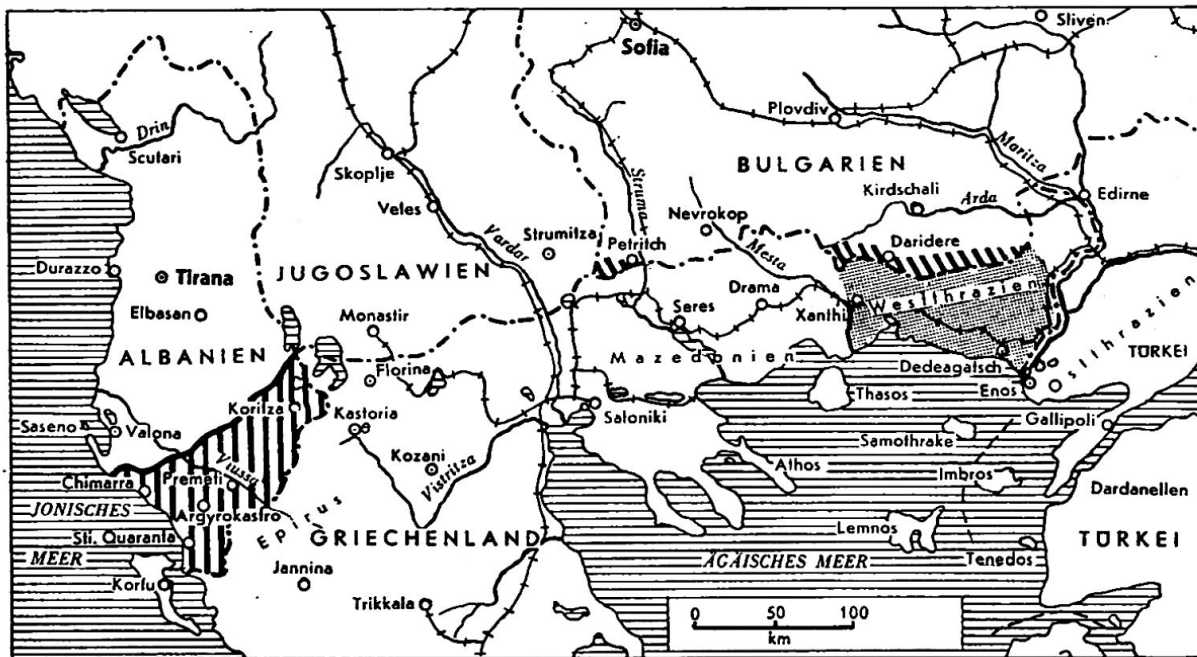 Sliven
Sofia
Plovdiv
Drin
Scutari
Maritza
BULGARIEN
Skoplje
Struma
Kirdschali
Arda
Edirne
Veles
Nevrokop
Vardar
Strumitza
Petritch
Mesta
Daridere
Durazzo
Tirana
JUGOSLAWIEN
Westthrazien
Elbasan
Seres
Drama
Xanthi
Monastir
Ostthrazien
ALBANIEN
Mazedonien
TÜRKEI
Florina
Dedeagatsch
Enos
Thasos
Koritza
Kastoria
Saloniki
Gallipoli
Saseno
Valona
Samothrake
Kozani
Athos
Imbros
Vistritza
Chimarra
Premeti
Vussa
Dardanellen
JONISCHES
Argyrokastro
Lemnos
Epirus
Sti. Quaranta
GRIECHENLAND
TÜRKEI
MEER
ÄGÄISCHES MEER
Tenedos
Korfu
Jannina
Trikkala
0 50 100
km